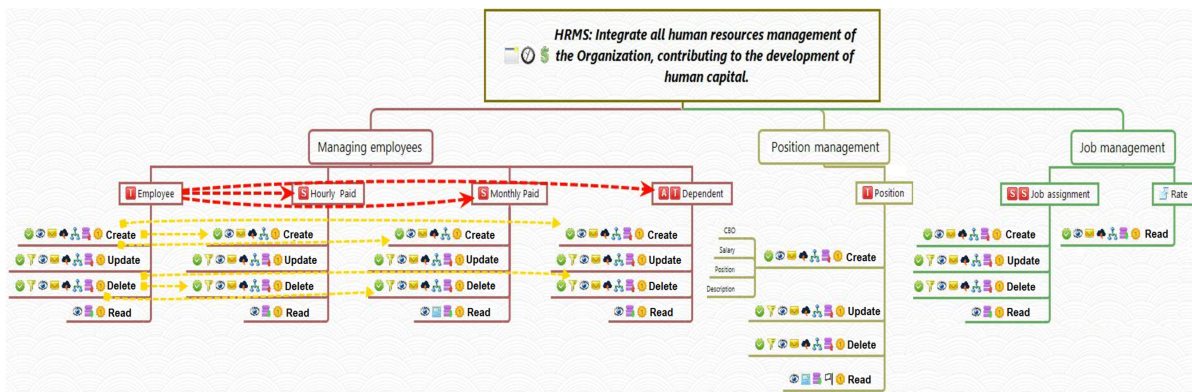 HRMS: Integrate all human resources management of
the Organization, contributing to the development of
human capital.
Managing employees
Position management
Job management
T Employee
S Hourly Paid
S Monthly Paid
A T Dependent
T Position
S S Job assignment
Rate
Create
Update
Delete
Read
Create
Update
Delete
Read
Create
Update
Delete
Read
Create
Update
Delete
Read
CBO
Salary
Position
Description
Create
Update
Delete
Read
Create
Update
Delete
Read
Read